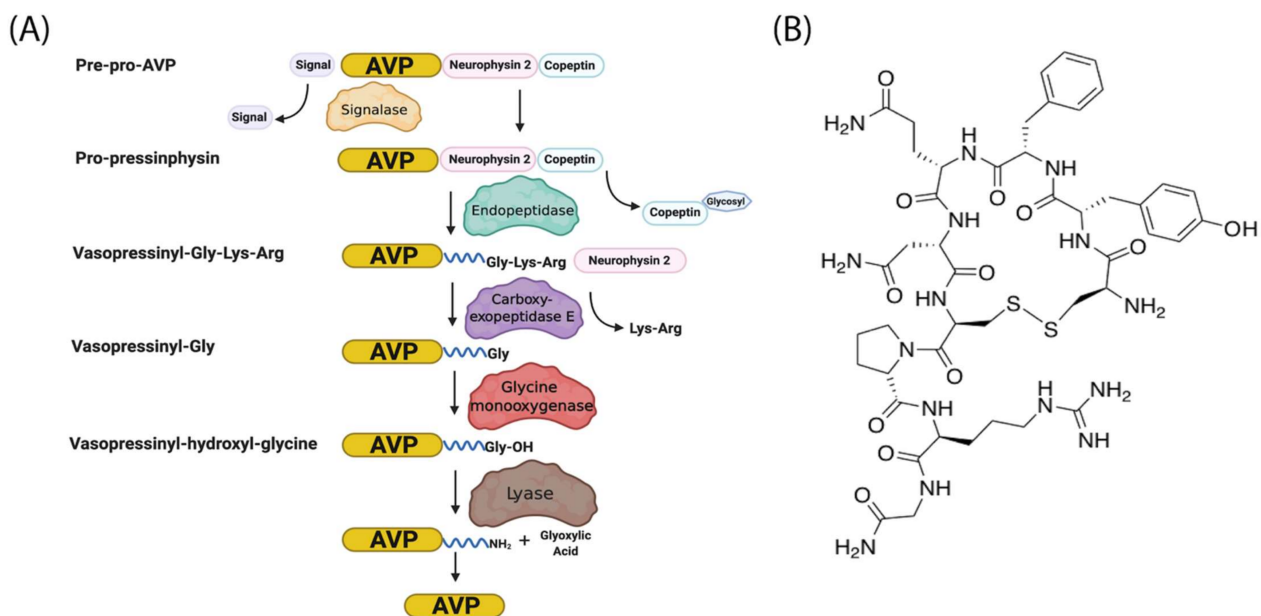 (A)
Pre-pro-AVP
Signal
AVP
Neurophysin 2
Copeptin
Signal
Signalase
Pro-pressinphysin
AVP
Neurophysin 2
Copeptin
Endopeptidase
Copeptin
Glycosyl
Vasopressinyl-Gly-Lys-Arg
AVP
Gly-Lys-Arg
Neurophysin 2
Carboxy-
exopeptidase E
Lys-Arg
Vasopressinyl-Gly
AVP
Gly
Glycine
monooxygenase
Vasopressinyl-hydroxyl-glycine
AVP
Gly-OH
Lyase
AVP
NH₂ + Glyoxylic
Acid
AVP
(B)
O
H₂N
H
N
O
NH
O
O
NH
OH
NH
O
H₂N
O
O
HN
S
S
NH₂
N
O
O
NH
H
N
NH₂
NH
O
NH
O
H₂N